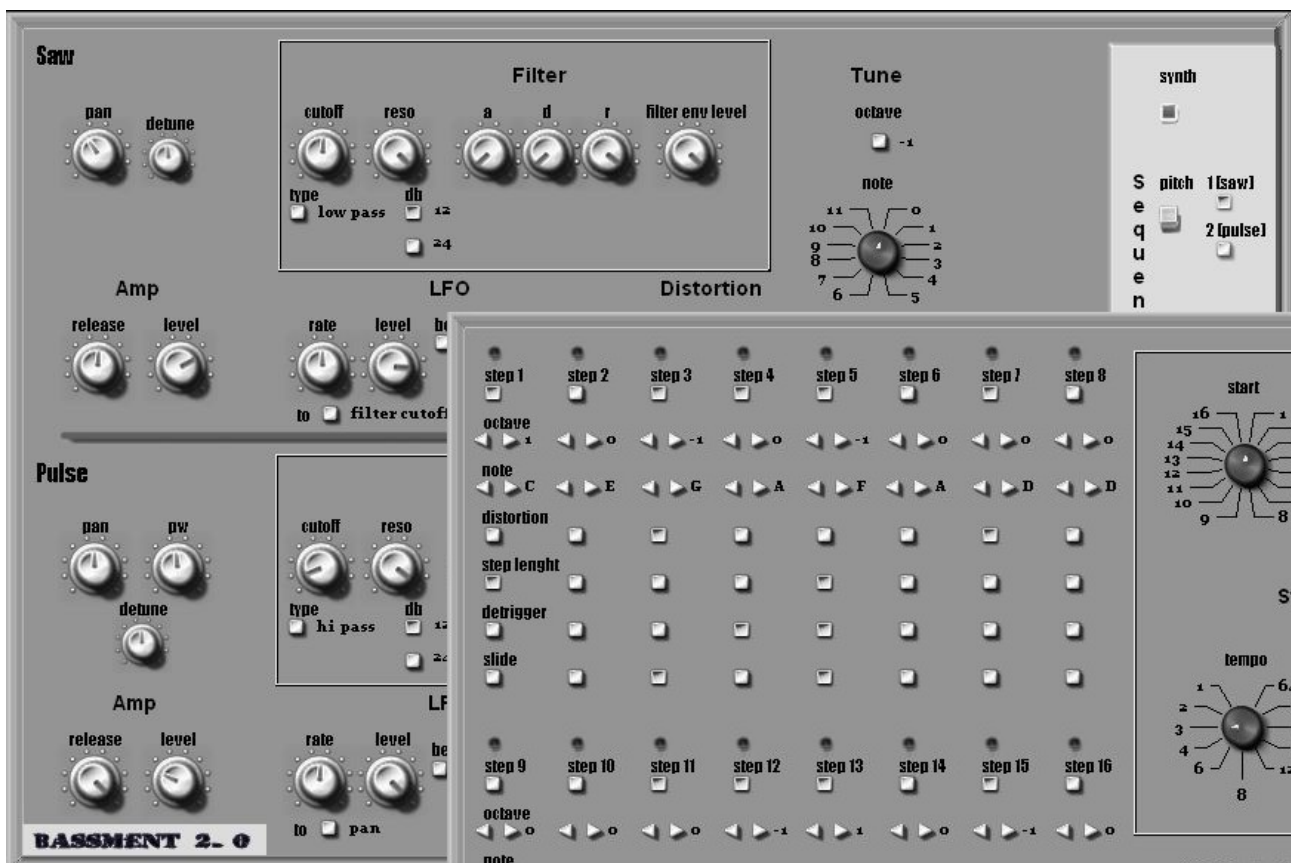 Saw
Filter
Tune
synth
pan
detune
cutoff
reso
a
d
r
filter env level
octave
-1
type
low pass
db
12
24
note
11
0
10
1
9
2
8
3
7
4
6
5
Sequen
pitch
1 [saw]
2 [pulse]
Amp
LFO
Distortion
release
level
rate
level
to
filter cutoff
step 1 step 2 step 3 step 4 step 5 step 6 step 7 step 8
octave
1 0 -1 0 -1 0 0 0
note
C E G A F A D D
distortion
step lenght
detrigger
slide
start
16
1
15
14
13
12
11
10
9
8
tempo
1
2
3
4
6
8
12
Pulse
pan
pw
detune
cutoff
reso
type
hi pass
db
Amp
release
level
rate
level
to
pan
step 9 step 10 step 11 step 12 step 13 step 14 step 15 step 16
octave
0 0 0 -1 1 0 -1 0
note
BASSMENT 2. 0